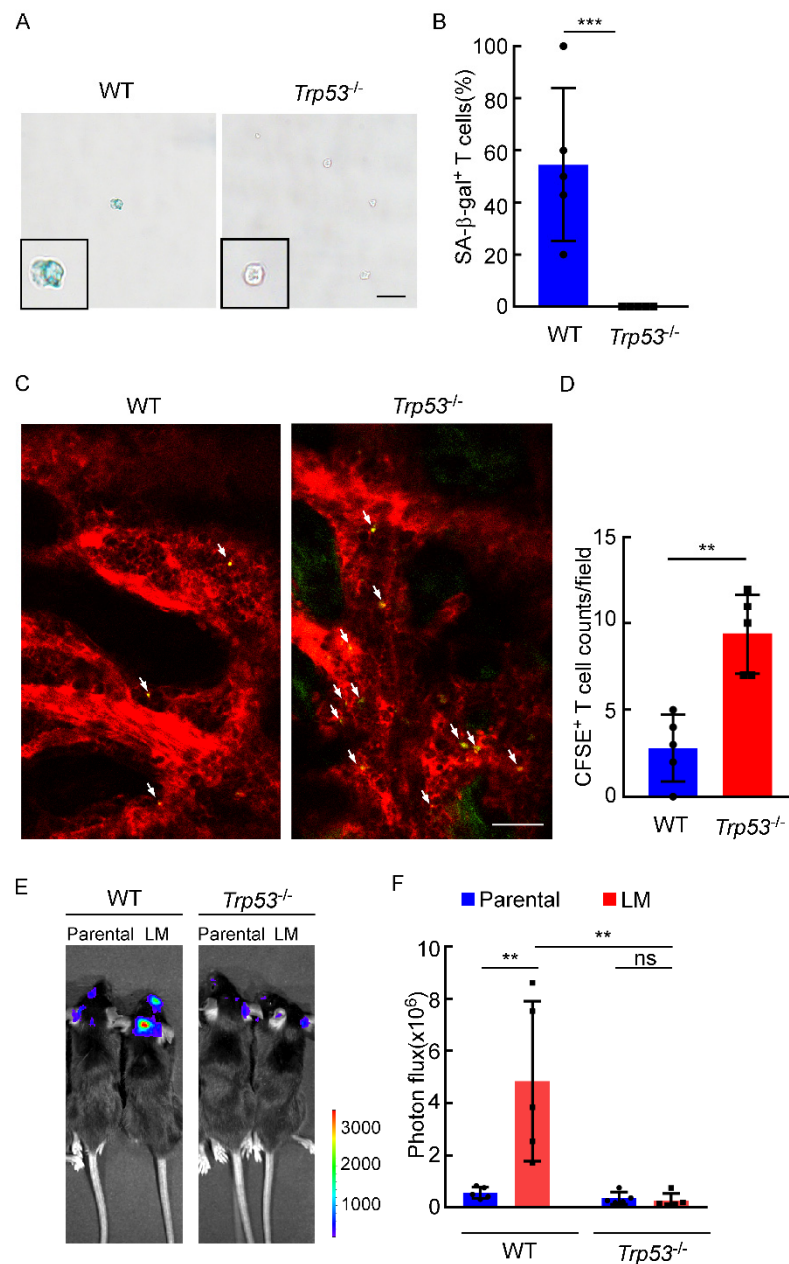 A
WT
Trp53-/-
B
***
100
80
60
40
20
0
SA-β-gal+ T cells(%)
WT
Trp53-/-
C
WT
Trp53-/-
D
**
15
10
5
0
CFSE+ T cell counts/field
WT
Trp53-/-
E
WT
Trp53-/-
Parental LM
Parental LM
3000
2000
1000
F
Parental
LM
**
**
ns
10
8
6
4
2
0
Photon flux(x10^6)
WT
Trp53-/-